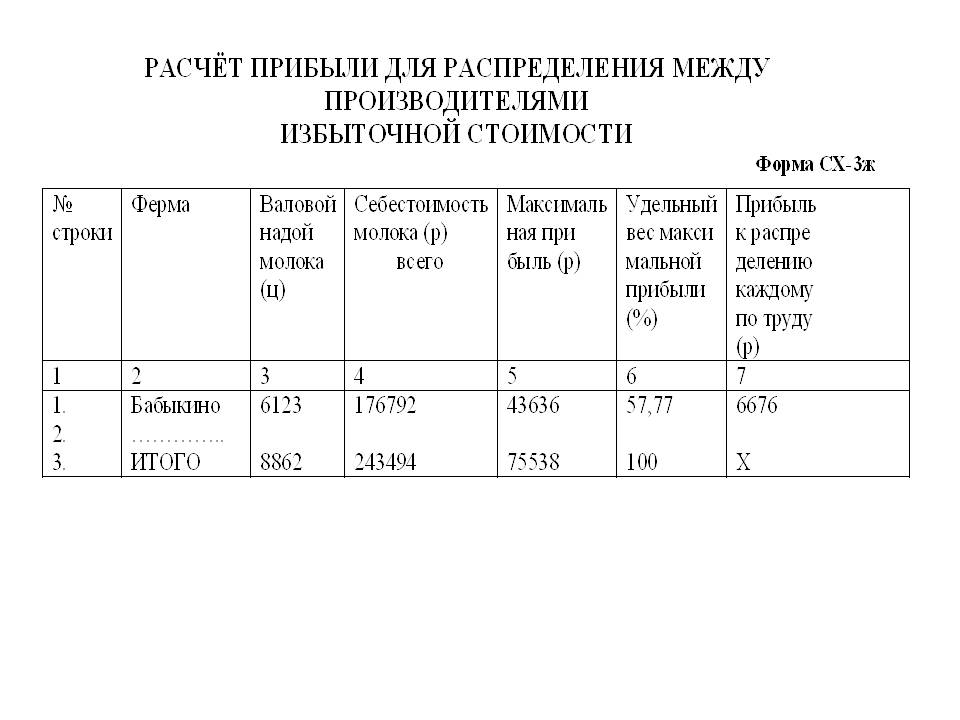 РАСЧЁТ ПРИБЫЛИ ДЛЯ РАСПРЕДЕЛЕНИЯ МЕЖДУ
ПРОИЗВОДИТЕЛЯМИ
ИЗБЫТОЧНОЙ СТОИМОСТИ
Форма СХ-3ж
№
строки
Ферма
Валовой
надой
молока
(ц)
Себестоимость
молока (р)
всего
Максималь
ная при
быль (р)
Удельный
вес макси
мальной
прибыли
(%)
Прибыль
к распре
делению
каждому
по труду
(р)
1 2 3 4 5 6 7
1. Бабыкино 6123 176792 43636 57,77 6676
2. …………..
3. ИТОГО 8862 243494 75538 100 Х